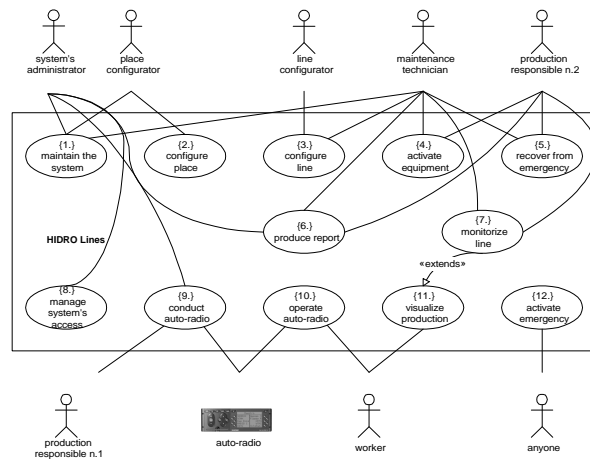 system's
administrator
place
configurator
line
configurator
maintenance
technician
production
responsible n.2
{1.}
maintain the
system
{2.}
configure
place
{3.}
configure
line
{4.}
activate
equipment
{5.}
recover from
emergency
{6.}
produce report
{7.}
monitorize
line
HIDRO Lines
«extends»
{8.}
manage
system's
access
{9.}
conduct
auto-radio
{10.}
operate
auto-radio
{11.}
visualize
production
{12.}
activate
emergency
production
responsible n.1
auto-radio
worker
anyone